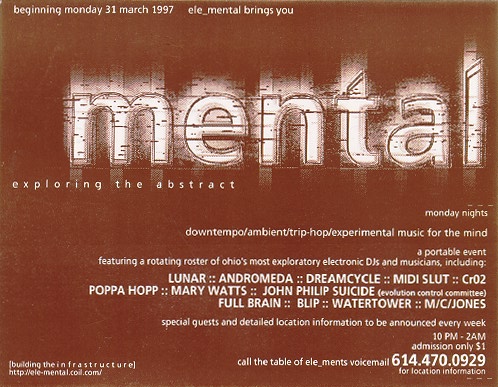 beginning monday 31 march 1997 ele_mental brings you
mental
exploring the abstract
monday nights
downtempo/ambient/trip-hop/experimental music for the mind
a portable event
featuring a rotating roster of ohio's most exploratory electronic DJs and musicians, including:
LUNAR :: ANDROMEDA :: DREAMCYCLE :: MIDI SLUT :: Cr02
POPPA HOPP :: MARY WATTS :: JOHN PHILIP SUICIDE (evolution control committee)
FULL BRAIN :: BLIP :: WATERTOWER :: M/C/JONES
special guests and detailed location information to be announced every week
10 PM - 2AM
admission only $1
[building the infrastructure]
call the table of ele_ments voicemail 614.470.0929
http://ele-mental.coil.com/
for location information